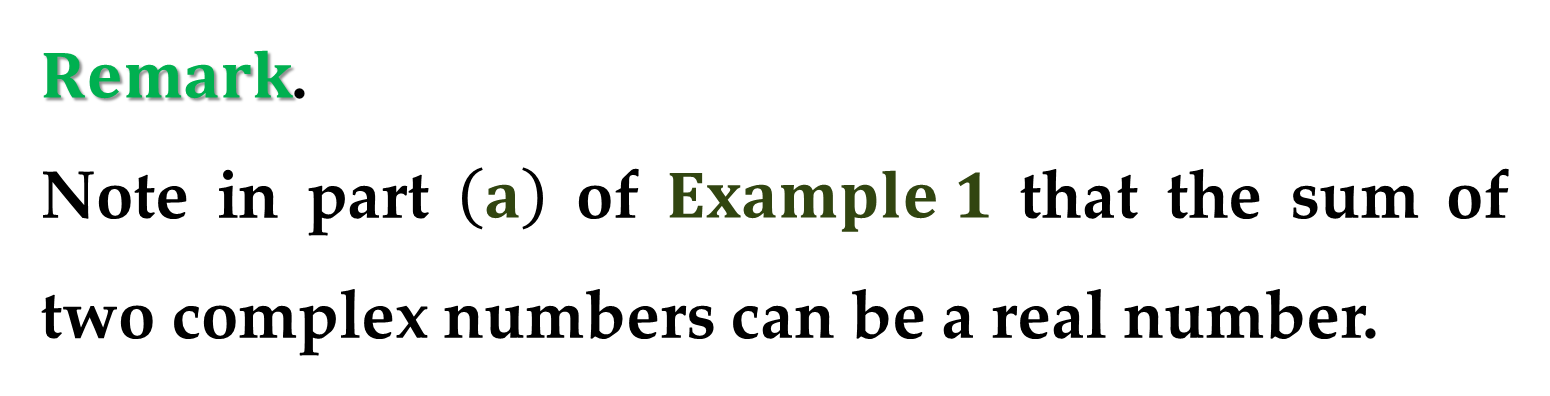 Remark.
Note in part (a) of Example 1 that the sum of
two complex numbers can be a real number.